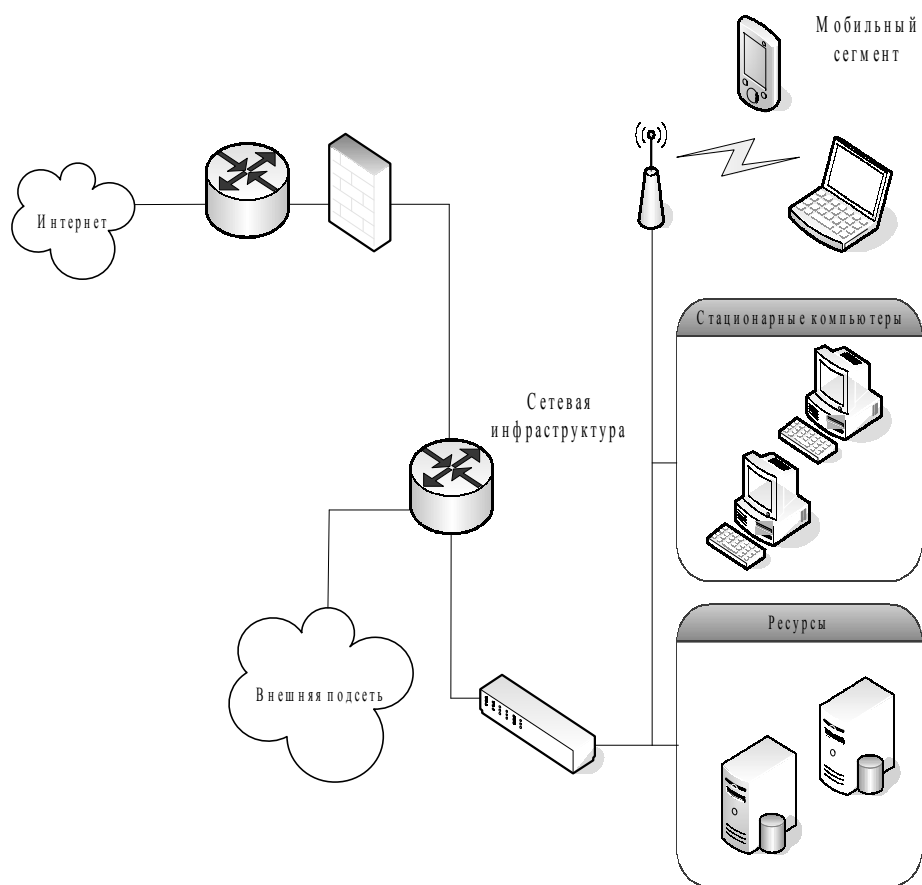 Мобильный
сегмент
Интернет
Стационарные компьютеры
Сетевая
инфраструктура
Ресурсы
Внешняя подсеть